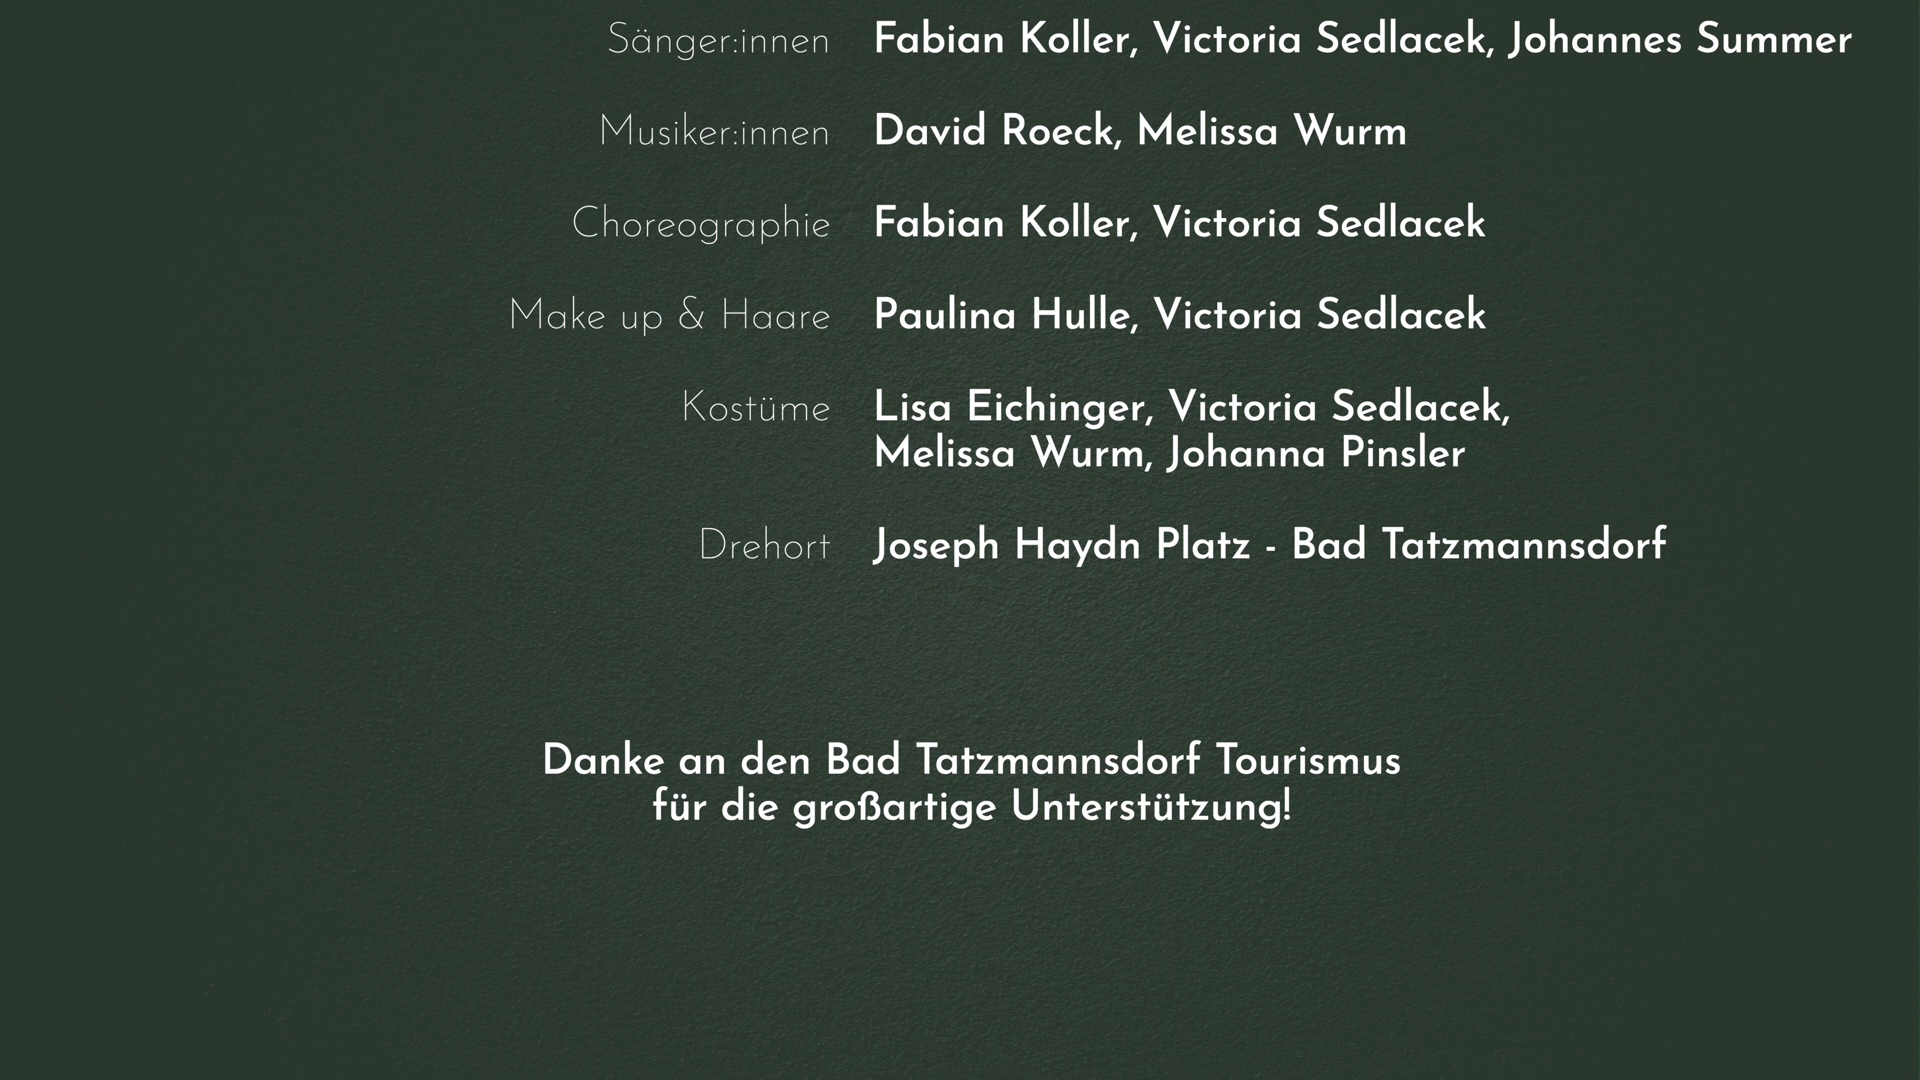 Sänger:innen Fabian Koller, Victoria Sedlacek, Johannes Summer
Musiker:innen David Roeck, Melissa Wurm
Choreographie Fabian Koller, Victoria Sedlacek
Make up & Haare Paulina Hulle, Victoria Sedlacek
Kostüme Lisa Eichinger, Victoria Sedlacek,
Melissa Wurm, Johanna Pinsler
Drehort Joseph Haydn Platz - Bad Tatzmannsdorf
Danke an den Bad Tatzmannsdorf Tourismus
für die großartige Unterstützung!